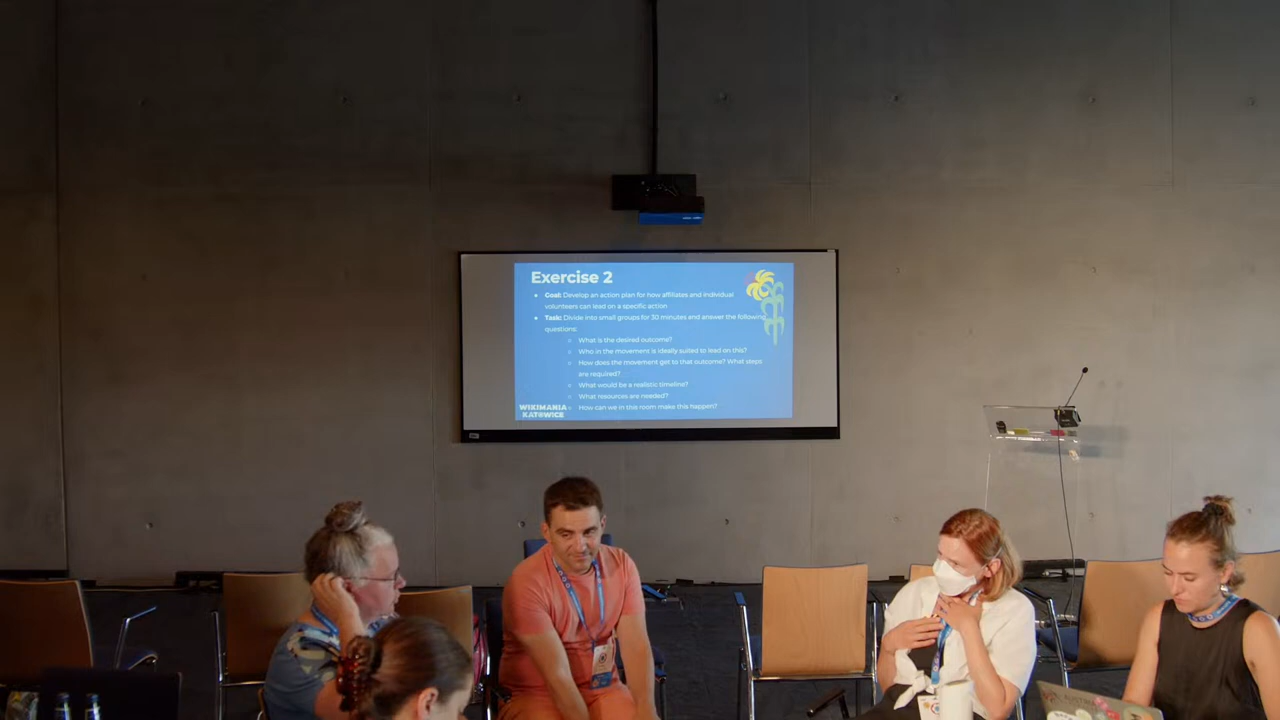 Exercise 2
Goal: Develop an action plan for how affiliates and individual
volunteers can lead on a specific action
Task: Divide into small groups for 30 minutes and answer the following
questions:
What is the desired outcome?
Who in the movement is ideally suited to lead on this?
How does the movement get to that outcome? What steps
are required?
What would be a realistic timeline?
What resources are needed?
How can we in this room make this happen?
WIKIMANIA
KATOWICE